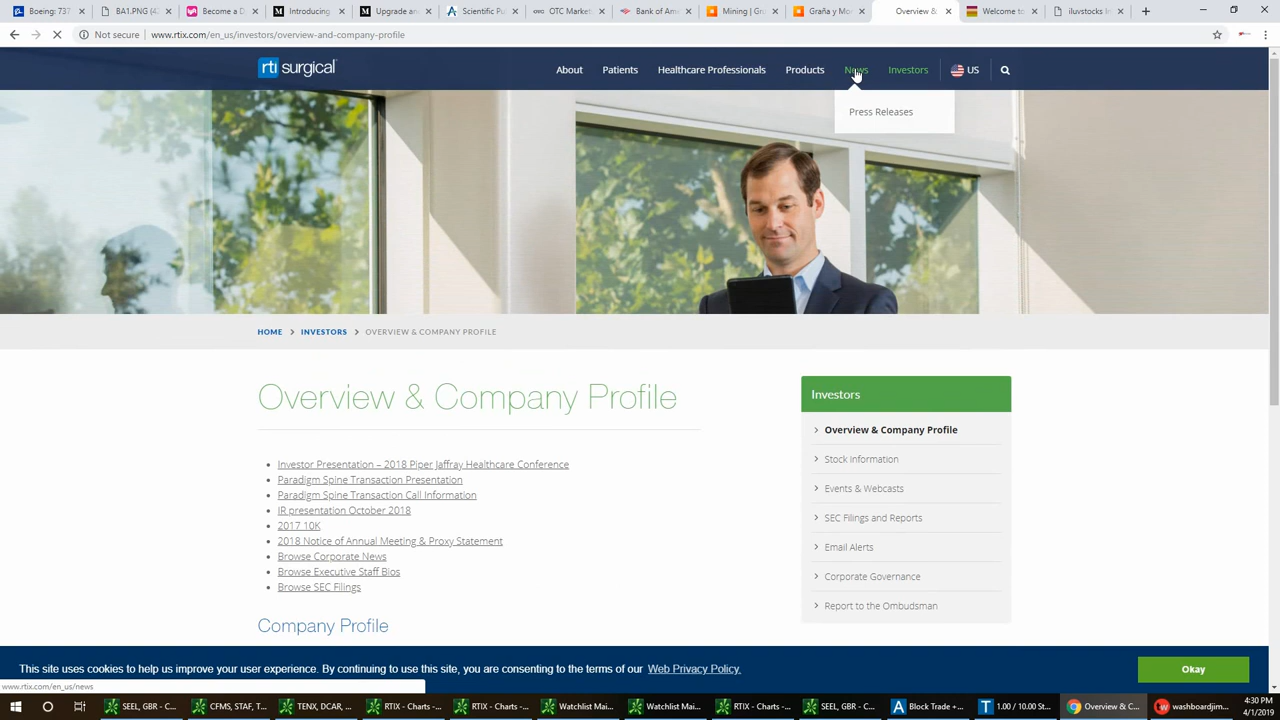 Boeing: 737
BA1.PNG (43
Become a D
Introducing
Upgrade an
Scientific Pu
OTC Market
Bank of Ame
Mining | Gra
Graña y Mo
Overview &
Welcome to
iluvstocks In
Not secure | www.rtix.com/en_us/investors/overview-and-company-profile
rti surgical
About
Patients
Healthcare Professionals
Products
News
Investors
US
Press Releases
HOME > INVESTORS > OVERVIEW & COMPANY PROFILE
Overview & Company Profile
Investor Presentation – 2018 Piper Jaffray Healthcare Conference
Paradigm Spine Transaction Presentation
Paradigm Spine Transaction Call Information
IR presentation October 2018
2017 10K
2018 Notice of Annual Meeting & Proxy Statement
Browse Corporate News
Browse Executive Staff Bios
Browse SEC Filings
Company Profile
Investors
Overview & Company Profile
Stock Information
Events & Webcasts
SEC Filings and Reports
Email Alerts
Corporate Governance
Report to the Ombudsman
This site uses cookies to help us improve your user experience. By continuing to use this site, you are consenting to the terms of our Web Privacy Policy.
Okay
www.rtix.com/en_us/news
SEEL, GBR - C...
CFMS, STAF, T...
TENX, DCAR, ...
RTIX - Charts -...
RTIX - Charts -...
Watchlist Mai...
Watchlist Mai...
RTIX - Charts -...
SEEL, GBR - C...
Block Trade +...
1.00 / 10.00 St...
Overview & C...
washboardjim...
4:30 PM
4/1/2019